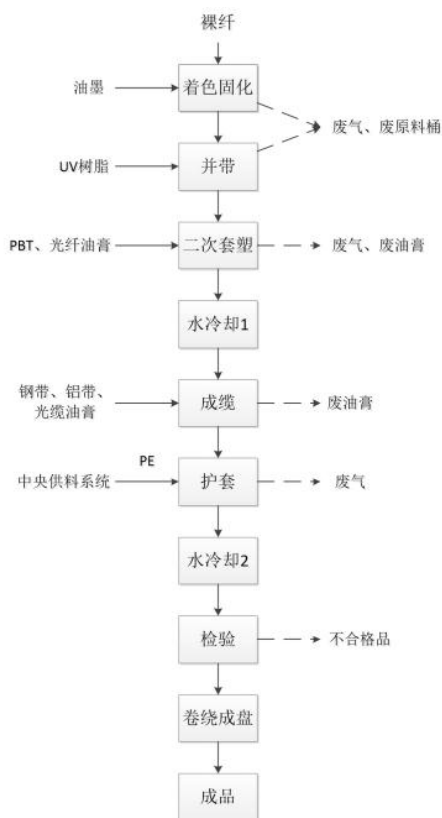 裸纤
油墨
着色固化
废气、废原料桶
UV树脂
并带
PBT、光纤油膏
二次套塑
废气、废油膏
水冷却1
钢带、铝带、
光缆油膏
成缆
废油膏
PE
中央供料系统
护套
废气
水冷却2
检验
不合格品
卷绕成盘
成品